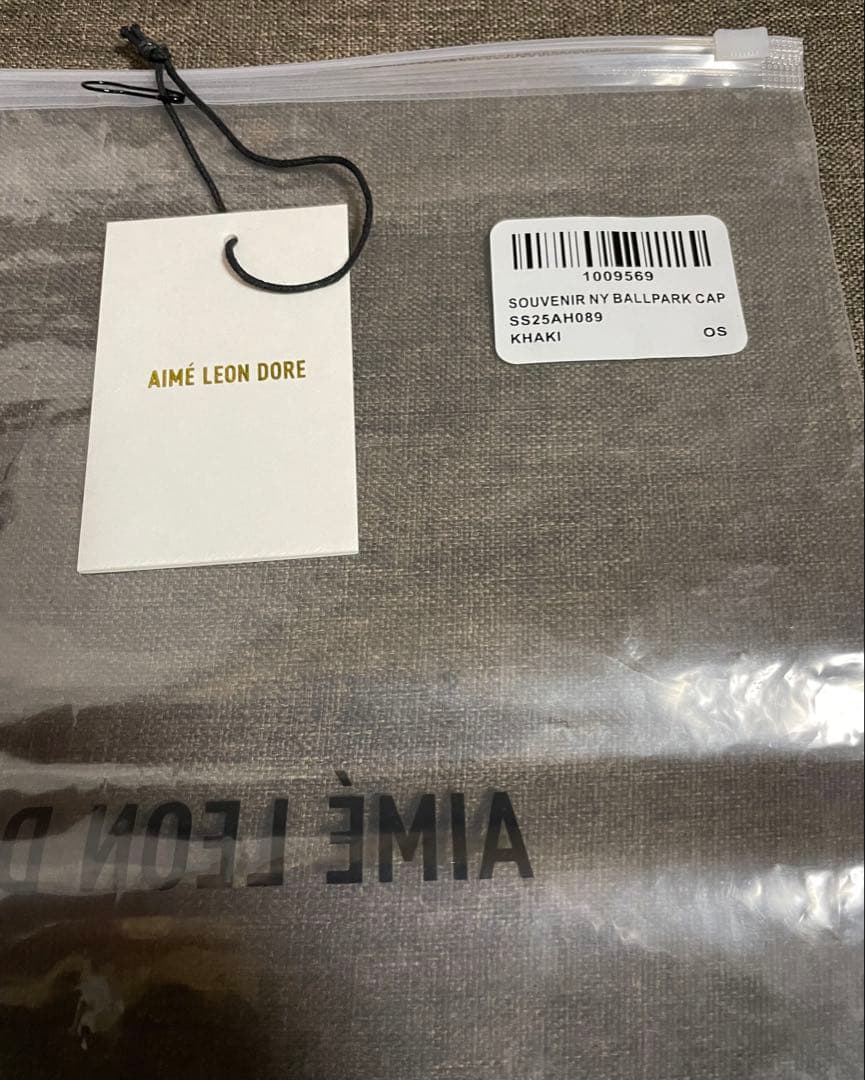 AIMÉ LEON DORE
1009569
SOUVENIR NY BALLPARK CAP
SS25AH089
KHAKI OS
AIMÉ LEON D